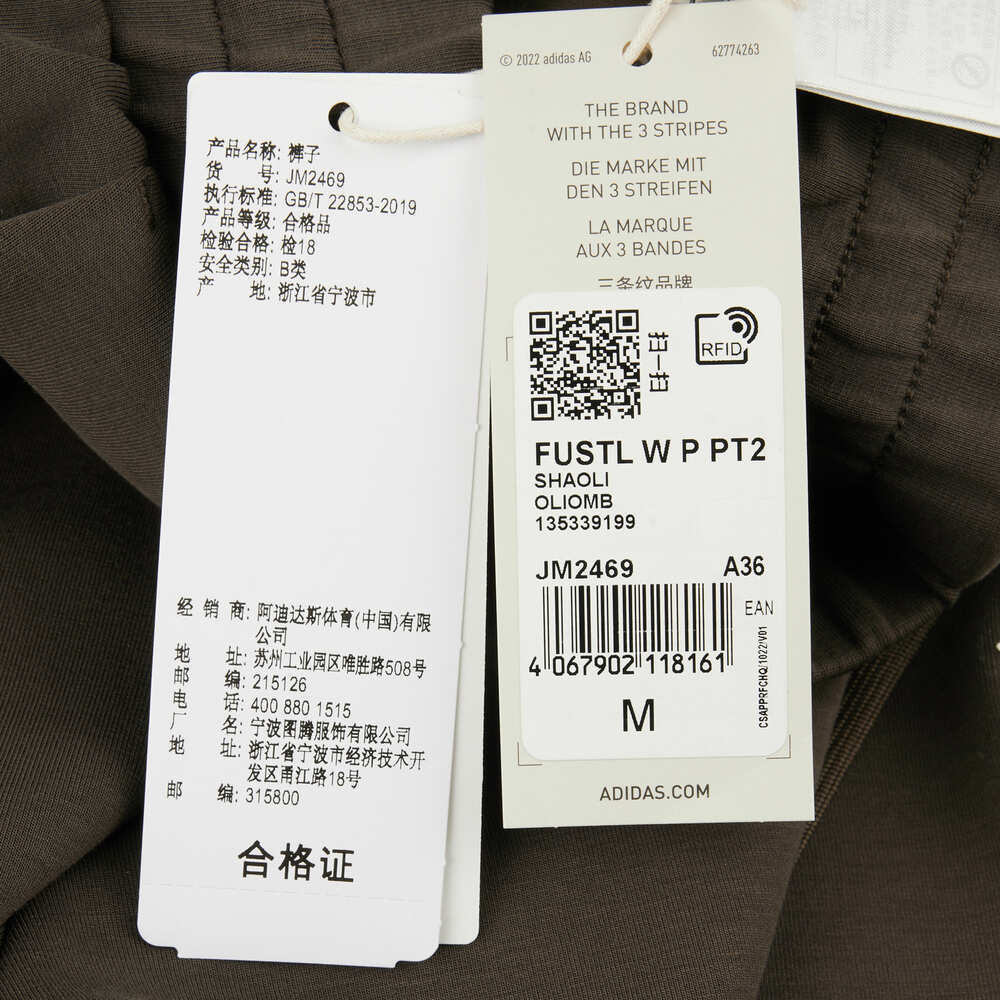 产品名称: 裤子
货 号: JM2469
执行标准: GB/T 22853-2019
产品等级: 合格品
检验合格: 检18
安全类别: B类
产 地: 浙江省宁波市
经 销 商: 阿迪达斯体育(中国)有限
公司
地 址: 苏州工业园区唯胜路508号
邮 编: 215126
电 话: 400 880 1515
厂 名: 宁波图腾服饰有限公司
地 址: 浙江省宁波市经济技术开
发区甬江路18号
邮 编: 315800
合格证
© 2022 adidas AG
62774263
THE BRAND
WITH THE 3 STRIPES
DIE MARKE MIT
DEN 3 STREIFEN
LA MARQUE
AUX 3 BANDES
三条纹品牌
扫一扫
RFID
FUSTL W P PT2
SHAOLI
OLIOMB
135339199
JM2469 A36
EAN
4 067902 118161
CSAPPRFCHQ/1022/V01
M
ADIDAS.COM